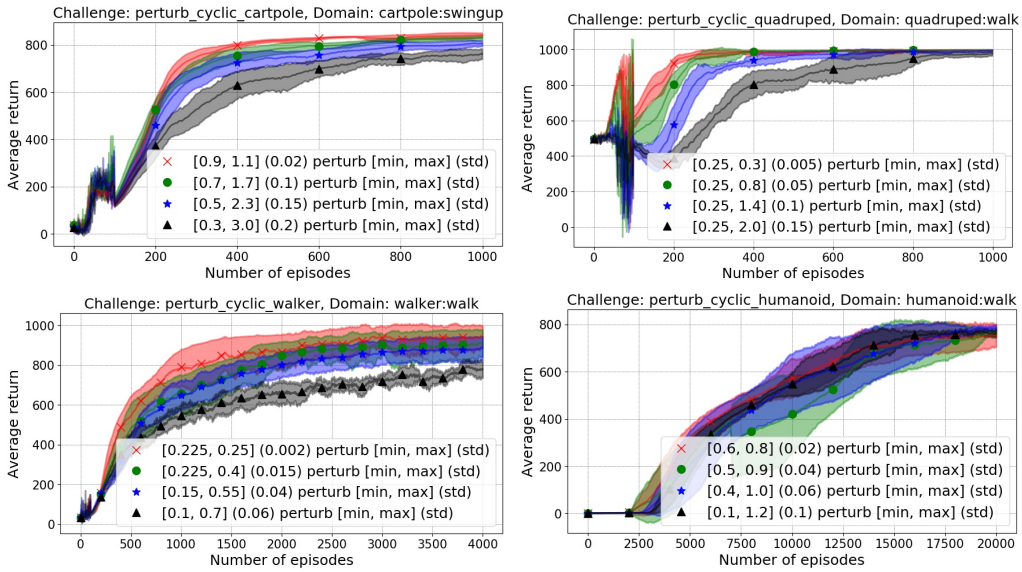 Challenge: perturb_cyclic_cartpole, Domain: cartpole:swingup
Average return
800
600
400
200
0
[0.9, 1.1] (0.02) perturb [min, max] (std)
[0.7, 1.7] (0.1) perturb [min, max] (std)
[0.5, 2.3] (0.15) perturb [min, max] (std)
[0.3, 3.0] (0.2) perturb [min, max] (std)
0 200 400 600 800 1000
Number of episodes
Challenge: perturb_cyclic_quadruped, Domain: quadruped:walk
Average return
1000
800
600
400
200
0
[0.25, 0.3] (0.005) perturb [min, max] (std)
[0.25, 0.8] (0.05) perturb [min, max] (std)
[0.25, 1.4] (0.1) perturb [min, max] (std)
[0.25, 2.0] (0.15) perturb [min, max] (std)
0 200 400 600 800 1000
Number of episodes
Challenge: perturb_cyclic_walker, Domain: walker:walk
Average return
1000
800
600
400
200
0
[0.225, 0.25] (0.002) perturb [min, max] (std)
[0.225, 0.4] (0.015) perturb [min, max] (std)
[0.15, 0.55] (0.04) perturb [min, max] (std)
[0.1, 0.7] (0.06) perturb [min, max] (std)
0 500 1000 1500 2000 2500 3000 3500 4000
Number of episodes
Challenge: perturb_cyclic_humanoid, Domain: humanoid:walk
Average return
800
600
400
200
0
[0.6, 0.8] (0.02) perturb [min, max] (std)
[0.5, 0.9] (0.04) perturb [min, max] (std)
[0.4, 1.0] (0.06) perturb [min, max] (std)
[0.1, 1.2] (0.1) perturb [min, max] (std)
0 2500 5000 7500 10000 12500 15000 17500 20000
Number of episodes